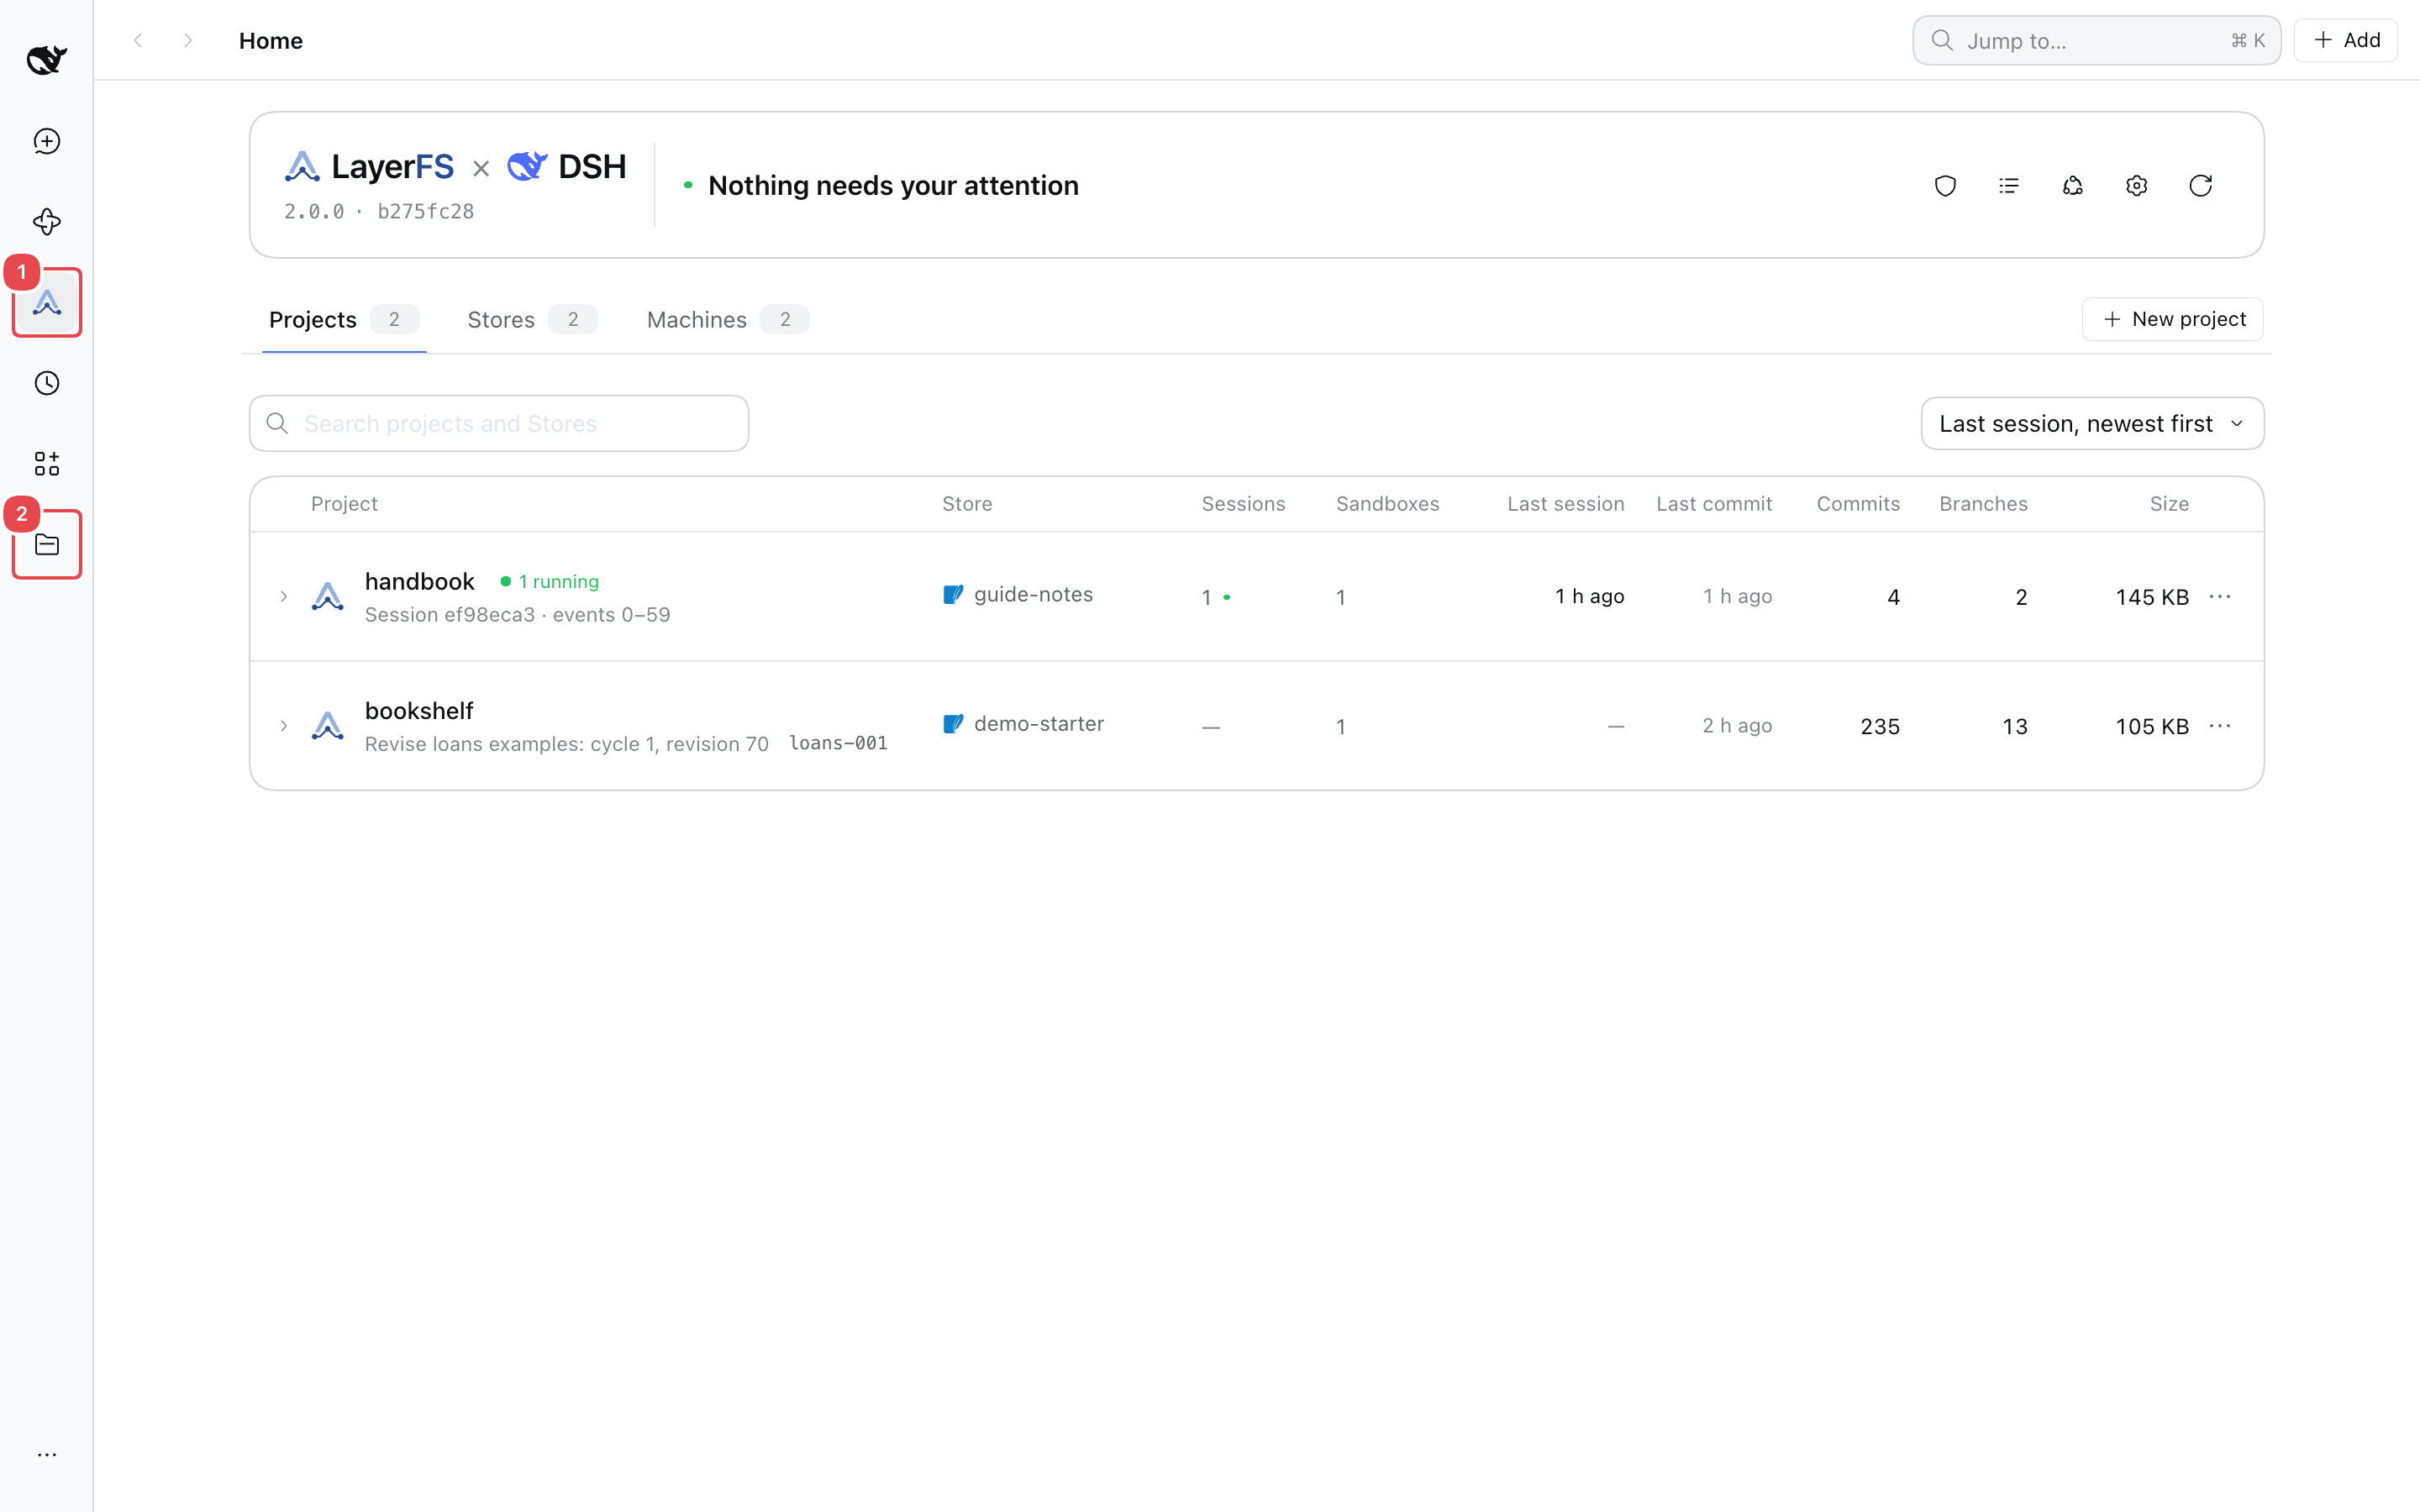 Home
Jump to...
⌘ K
+ Add
LayerFS × DSH
2.0.0 · b275fc28
Nothing needs your attention
1
Projects 2
Stores 2
Machines 2
+ New project
Search projects and Stores
Last session, newest first
2
Project Store Sessions Sandboxes Last session Last commit Commits Branches Size
handbook 1 running
Session ef98eca3 · events 0–59
guide-notes 1 1 1 h ago 1 h ago 4 2 145 KB ···
bookshelf
Revise loans examples: cycle 1, revision 70 loans-001
demo-starter — 1 — 2 h ago 235 13 105 KB ···
···